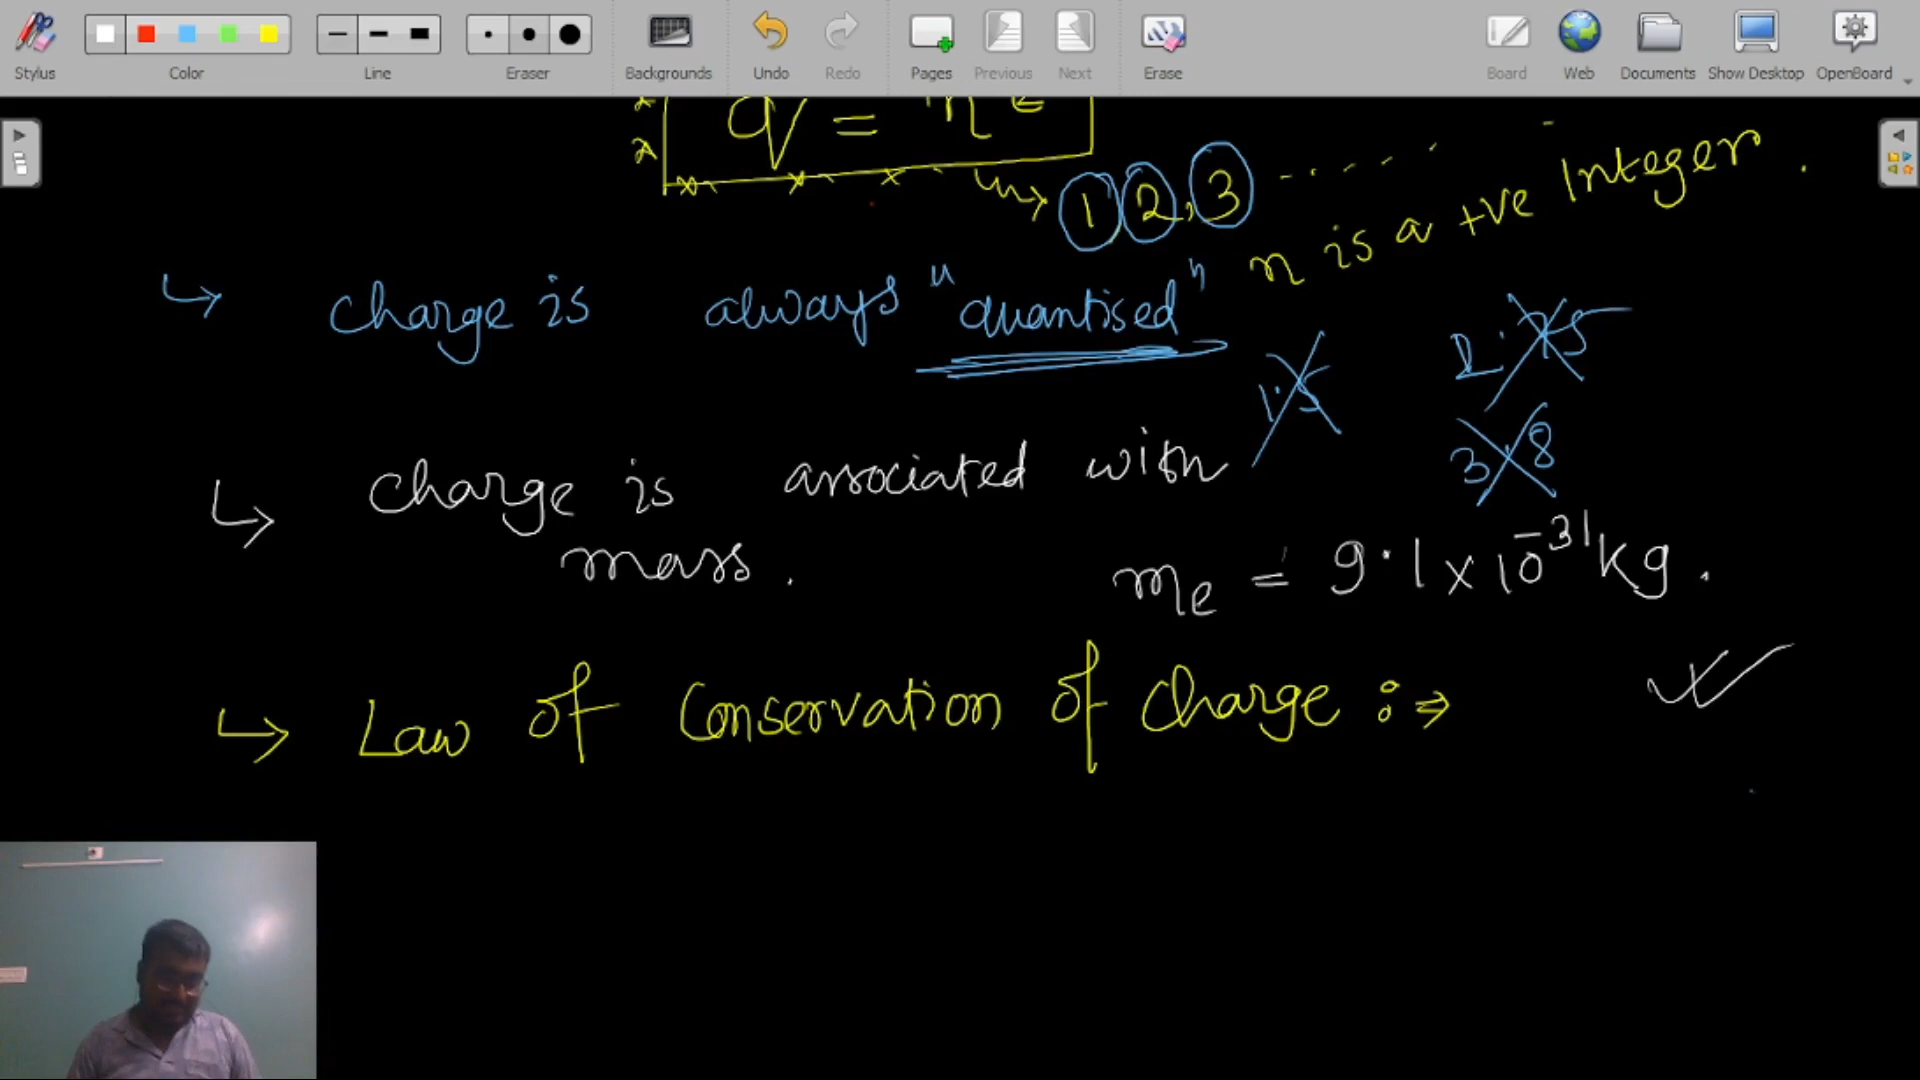 Stylus Color Line Eraser Backgrounds Undo Redo Pages Previous Next Erase Board Web Documents Show Desktop OpenBoard
q = ne
1, 2, 3 .......
n is a +ve Integer.
↳ charge is always "quantised"
1.5 2.75
3.8
↳ charge is associated with
mass.
me = 9.1 x 10^-31 kg.
↳ Law of Conservation of charge :⇒